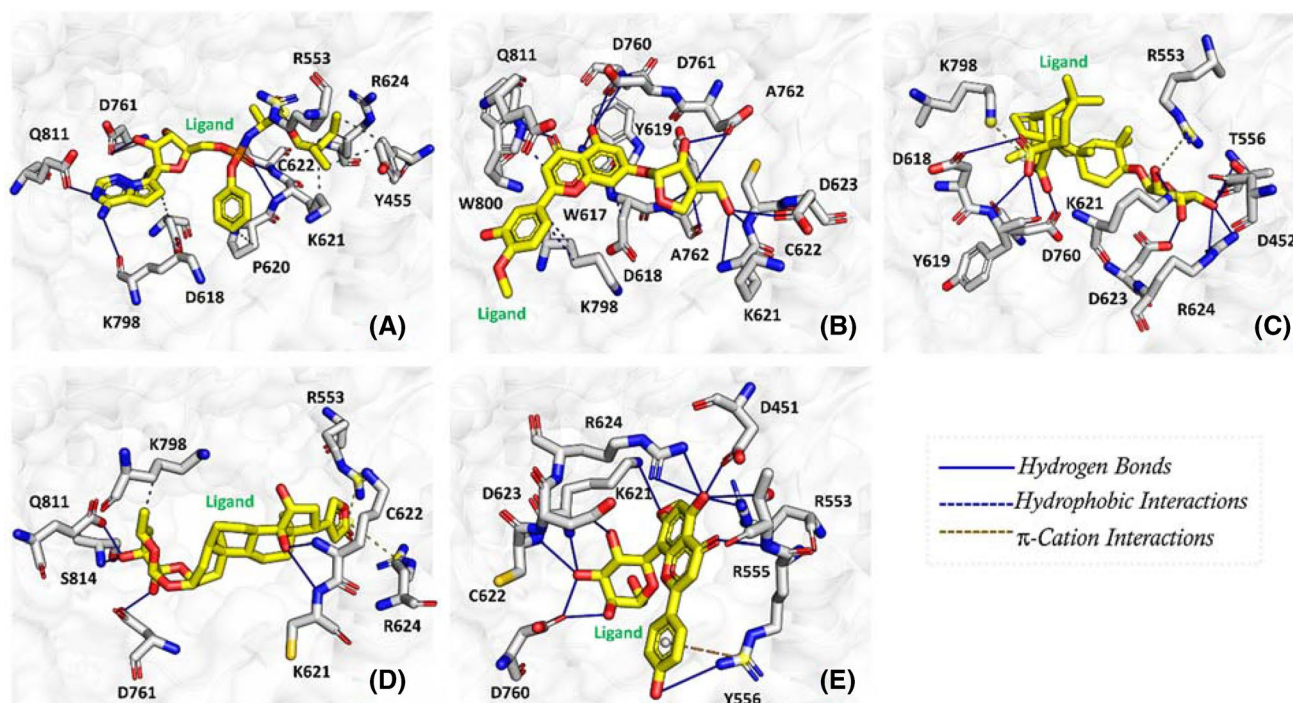 R553
R624
D761
Ligand
Q811
C622
Y455
K621
P620
D618
K798
(A)
D760
Q811
D761
A762
Y619
D623
W800
W617
C622
A762
D618
K798
Ligand
K621
(B)
Ligand
R553
K798
T556
D618
K621
D452
Y619
D760
D623
R624
(C)
R553
K798
Q811
Ligand
C622
S814
R624
K621
D761
(D)
D451
R624
D623
K621
R553
R555
C622
Ligand
D760
Y556
(E)
Hydrogen Bonds
Hydrophobic Interactions
π-Cation Interactions